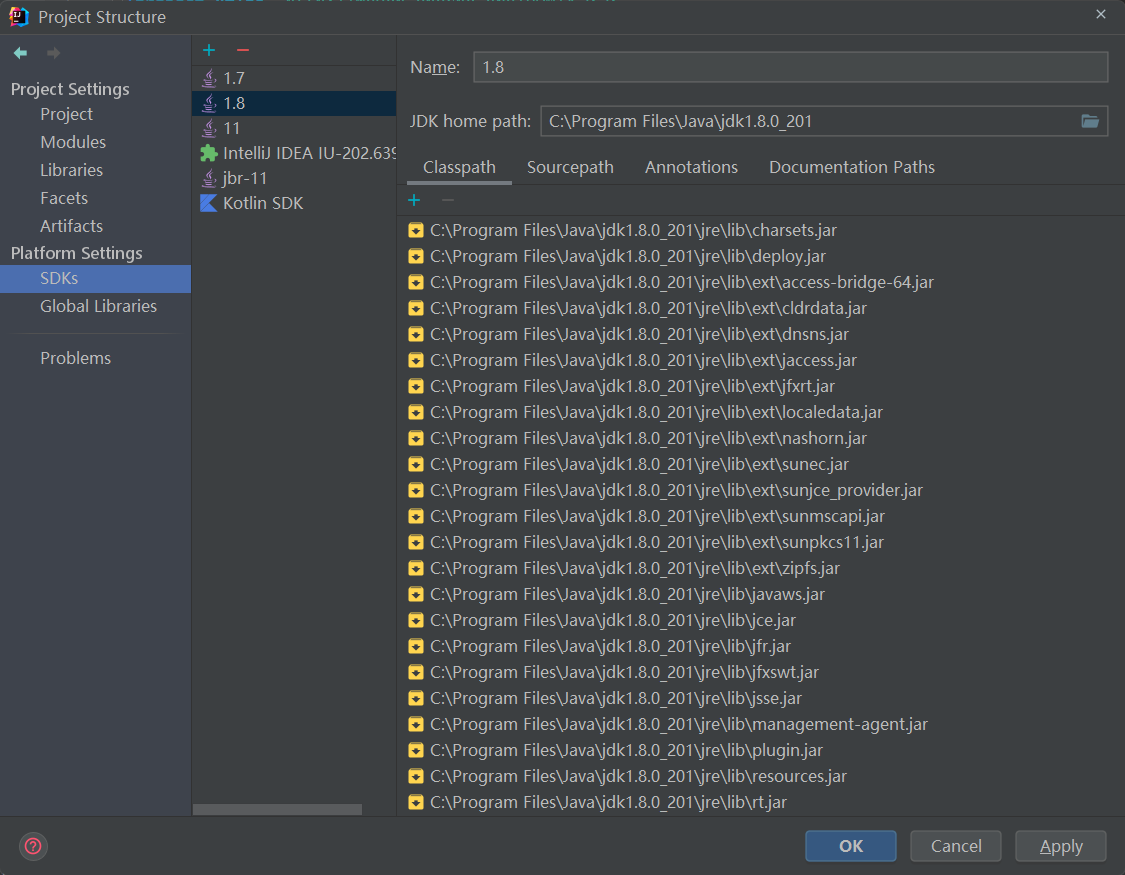 Project Structure
Project Settings
Project
Modules
Libraries
Facets
Artifacts
Platform Settings
SDKs
Global Libraries
Problems
1.7
1.8
11
IntelliJ IDEA IU-202.639
jbr-11
Kotlin SDK
Name: 1.8
JDK home path: C:\Program Files\Java\jdk1.8.0_201
Classpath Sourcepath Annotations Documentation Paths
C:\Program Files\Java\jdk1.8.0_201\jre\lib\charsets.jar
C:\Program Files\Java\jdk1.8.0_201\jre\lib\deploy.jar
C:\Program Files\Java\jdk1.8.0_201\jre\lib\ext\access-bridge-64.jar
C:\Program Files\Java\jdk1.8.0_201\jre\lib\ext\cldrdata.jar
C:\Program Files\Java\jdk1.8.0_201\jre\lib\ext\dnsns.jar
C:\Program Files\Java\jdk1.8.0_201\jre\lib\ext\jaccess.jar
C:\Program Files\Java\jdk1.8.0_201\jre\lib\ext\jfxrt.jar
C:\Program Files\Java\jdk1.8.0_201\jre\lib\ext\localedata.jar
C:\Program Files\Java\jdk1.8.0_201\jre\lib\ext\nashorn.jar
C:\Program Files\Java\jdk1.8.0_201\jre\lib\ext\sunec.jar
C:\Program Files\Java\jdk1.8.0_201\jre\lib\ext\sunjce_provider.jar
C:\Program Files\Java\jdk1.8.0_201\jre\lib\ext\sunmscapi.jar
C:\Program Files\Java\jdk1.8.0_201\jre\lib\ext\sunpkcs11.jar
C:\Program Files\Java\jdk1.8.0_201\jre\lib\ext\zipfs.jar
C:\Program Files\Java\jdk1.8.0_201\jre\lib\javaws.jar
C:\Program Files\Java\jdk1.8.0_201\jre\lib\jce.jar
C:\Program Files\Java\jdk1.8.0_201\jre\lib\jfr.jar
C:\Program Files\Java\jdk1.8.0_201\jre\lib\jfxswt.jar
C:\Program Files\Java\jdk1.8.0_201\jre\lib\jsse.jar
C:\Program Files\Java\jdk1.8.0_201\jre\lib\management-agent.jar
C:\Program Files\Java\jdk1.8.0_201\jre\lib\plugin.jar
C:\Program Files\Java\jdk1.8.0_201\jre\lib\resources.jar
C:\Program Files\Java\jdk1.8.0_201\jre\lib\rt.jar
OK Cancel Apply